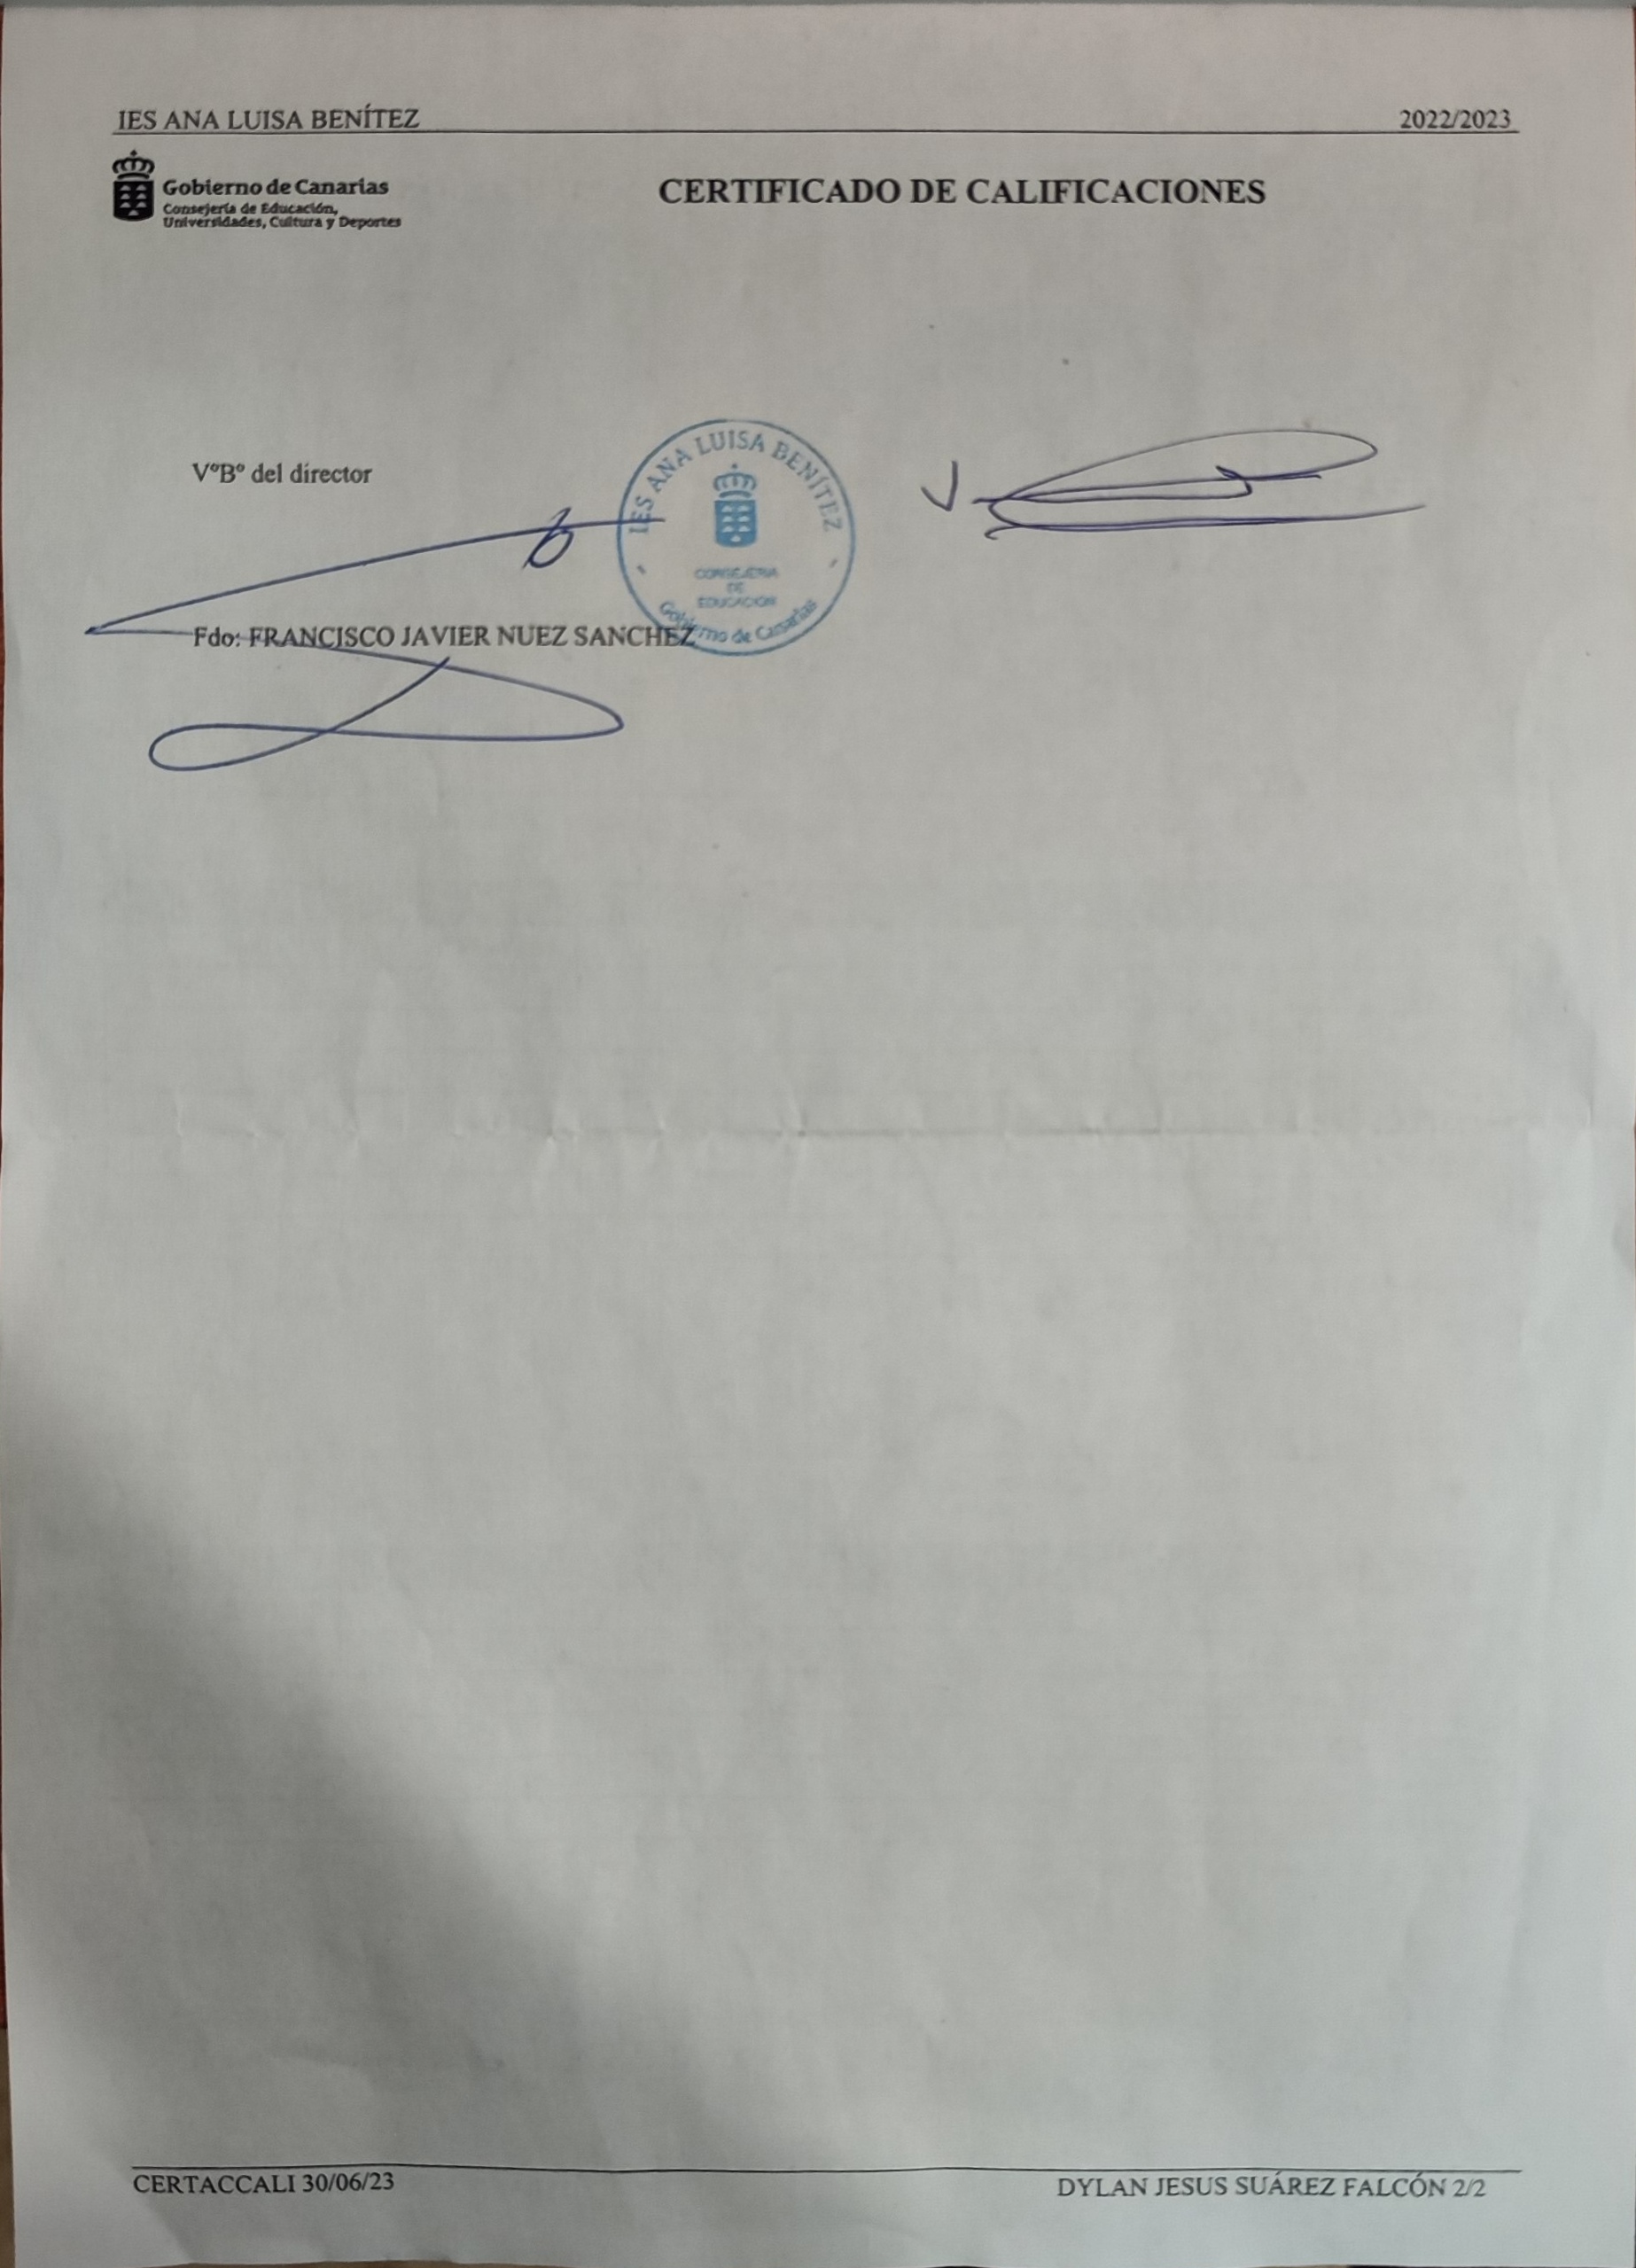 IES ANA LUISA BENÍTEZ 2022/2023
Gobierno de Canarias
Consejería de Educación,
Universidades, Cultura y Deportes
CERTIFICADO DE CALIFICACIONES
VºBº del director
IES ANA LUISA BENÍTEZ
CONSEJERIA
DE
EDUCACION
Gobierno de Canarias
Fdo: FRANCISCO JAVIER NUEZ SANCHEZ
CERTACCALI 30/06/23 DYLAN JESUS SUÁREZ FALCÓN 2/2